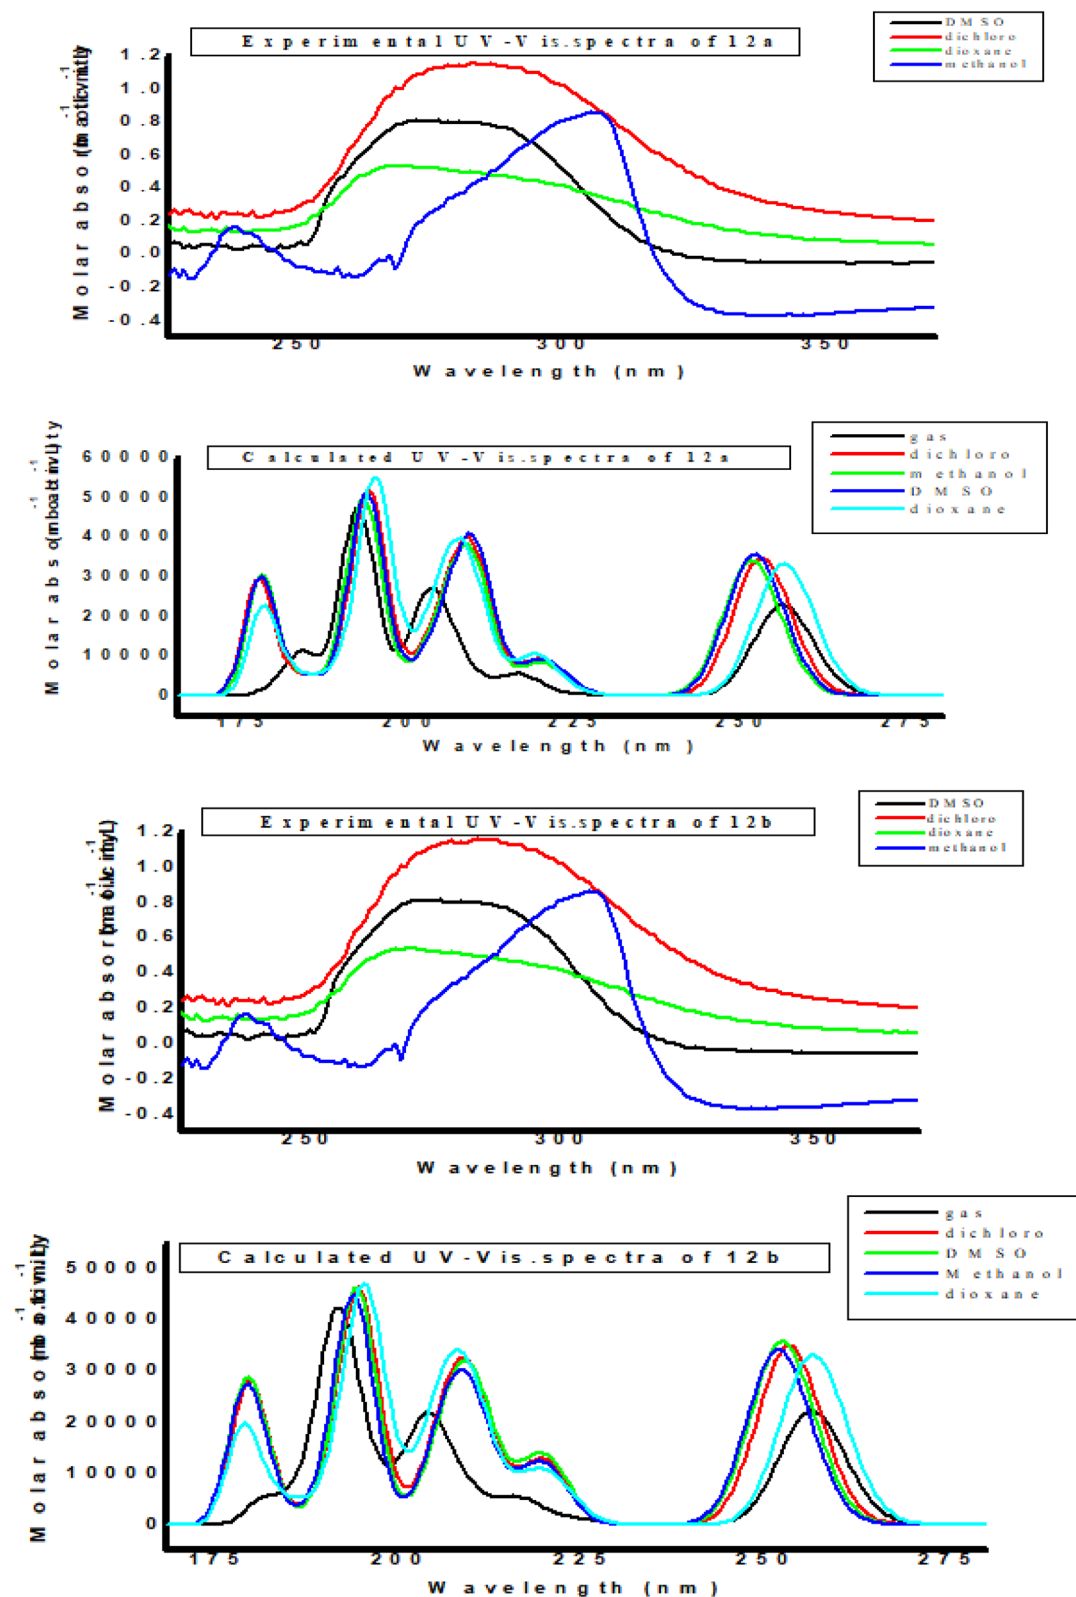 DMSO
dichloro
dioxane
methanol
Experimental UV-Vis.spectra of 12a
1.2
1.0
0.8
0.6
0.4
0.2
0.0
-0.2
-0.4
Molar
250 300 350
Wavelength (nm)
gas
dichloro
methanol
DMSO
dioxane
Calculated UV-Vis.spectra of 12a
60000
50000
40000
30000
20000
10000
0
Molar
175 200 225 250 275
Wavelength (nm)
DMSO
dichloro
dioxane
methanol
Experimental UV-Vis.spectra of 12b
1.2
1.0
0.8
0.6
0.4
0.2
0.0
-0.2
-0.4
Molar
250 300 350
Wavelength (nm)
gas
dichloro
DMSO
Methanol
dioxane
Calculated UV-Vis.spectra of 12b
50000
40000
30000
20000
10000
0
Molar
175 200 225 250 275
Wavelength (nm)